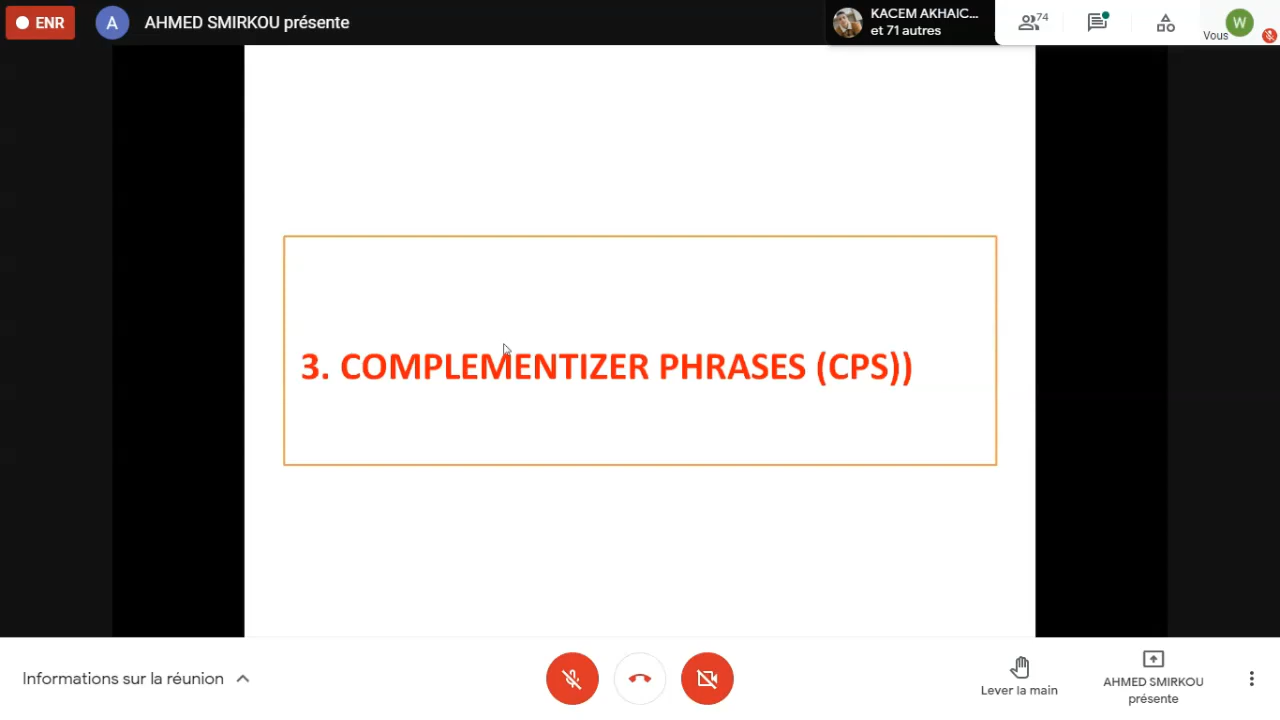 ENR
A
AHMED SMIRKOU présente
KACEM AKHAIC...
et 71 autres
74
Vous
W
3. COMPLEMENTIZER PHRASES (CPS))
Informations sur la réunion
Lever la main
AHMED SMIRKOU
présente